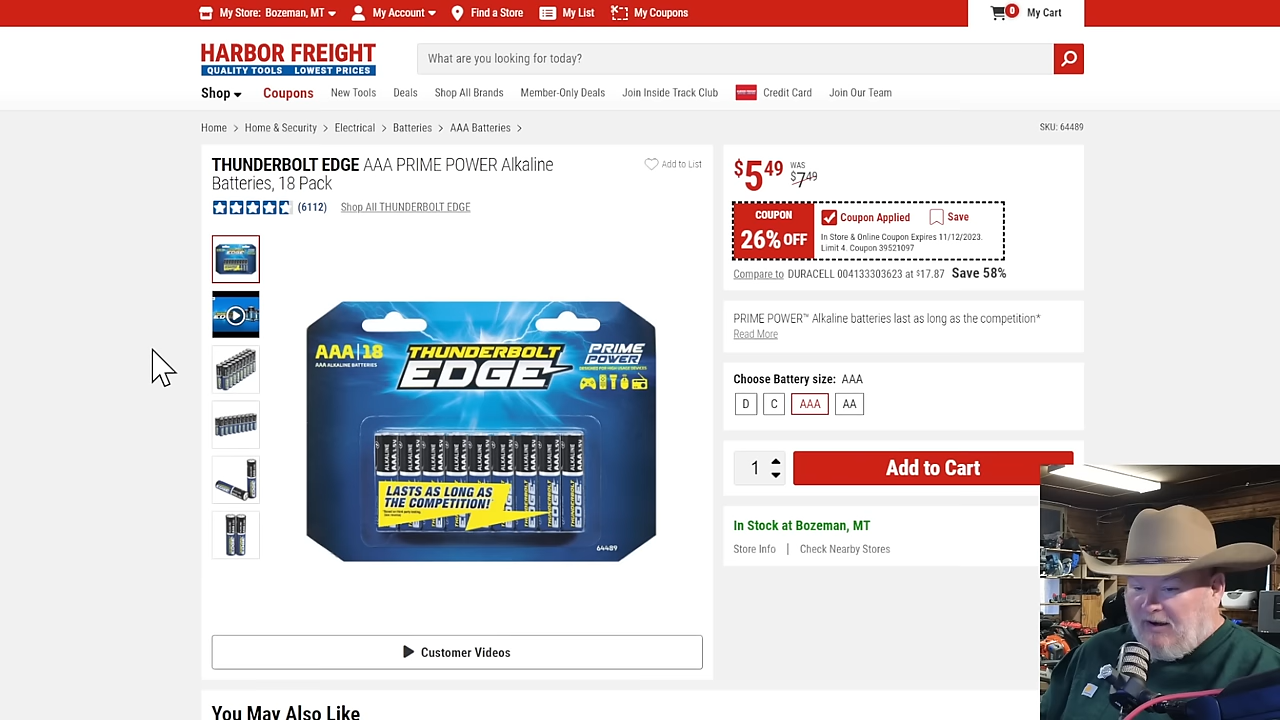 My Store: Bozeman, MT
My Account
Find a Store
My List
My Coupons
0
My Cart
HARBOR FREIGHT
QUALITY TOOLS LOWEST PRICES
What are you looking for today?
Shop
Coupons
New Tools
Deals
Shop All Brands
Member-Only Deals
Join Inside Track Club
Credit Card
Join Our Team
Home > Home & Security > Electrical > Batteries > AAA Batteries >
SKU: 64489
THUNDERBOLT EDGE AAA PRIME POWER Alkaline
Batteries, 18 Pack
Add to List
(6112)
Shop All THUNDERBOLT EDGE
AAA|18
AAA ALKALINE BATTERIES
THUNDERBOLT
EDGE
PRIME
POWER
DESIGNED FOR HIGH USAGE DEVICES
LASTS AS LONG AS
THE COMPETITION!
64489
Customer Videos
You May Also Like
$5 49
WAS
$7 49
COUPON
26% OFF
Coupon Applied
Save
In Store & Online Coupon Expires 11/12/2023.
Limit 4. Coupon 39521097
Compare to DURACELL 004133303623 at $17.87 Save 58%
PRIME POWER™ Alkaline batteries last as long as the competition*
Read More
Choose Battery size: AAA
D
C
AAA
AA
1
Add to Cart
In Stock at Bozeman, MT
Store Info | Check Nearby Stores